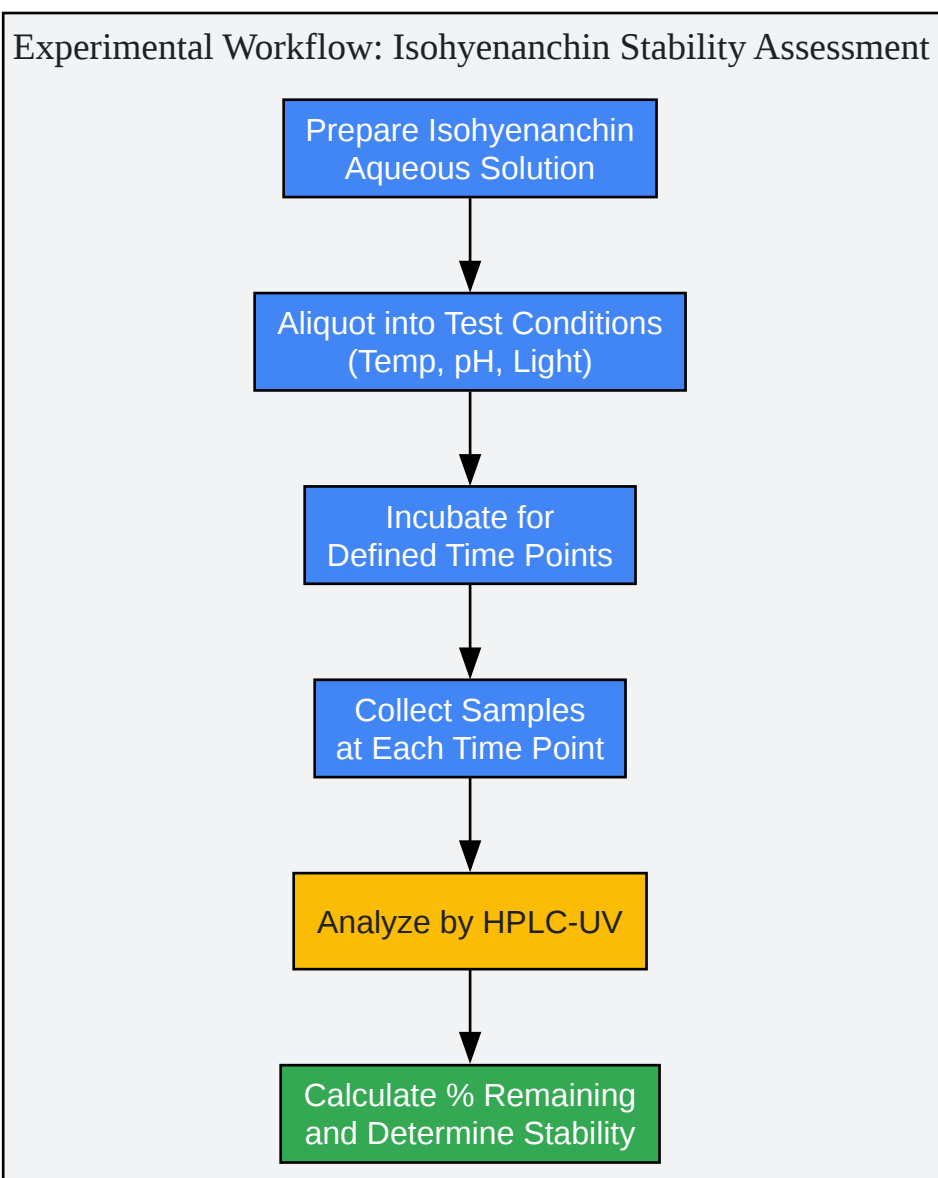 Experimental Workflow: Isohyenanchin Stability Assessment
Prepare Isohyenanchin
Aqueous Solution
Aliquot into Test Conditions
(Temp, pH, Light)
Incubate for
Defined Time Points
Collect Samples
at Each Time Point
Analyze by HPLC-UV
Calculate % Remaining
and Determine Stability